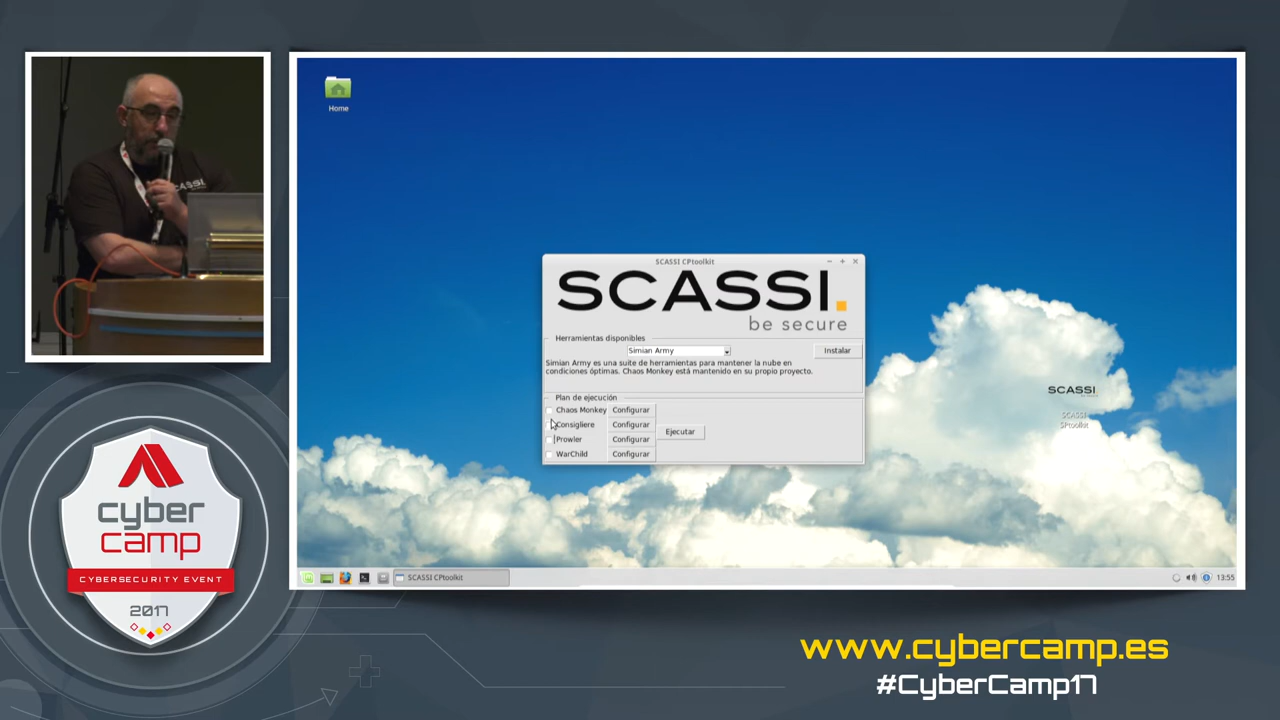 SCASSI
Home
SCASSI CPtoolkit
SCASSI.
be secure
Herramientas disponibles
Simian Army
Instalar
Simian Army es una suite de herramientas para mantener la nube en
condiciones óptimas. Chaos Monkey está mantenido en su propio proyecto.
Plan de ejecución
Chaos Monkey Configurar
Consigliere Configurar
Ejecutar
Prowler Configurar
WarChild Configurar
SCASSI
SCASSI
CPtoolkit
SCASSI CPtoolkit
13:55
cyber
camp
CYBERSECURITY EVENT
2017
www.cybercamp.es
#CyberCamp17